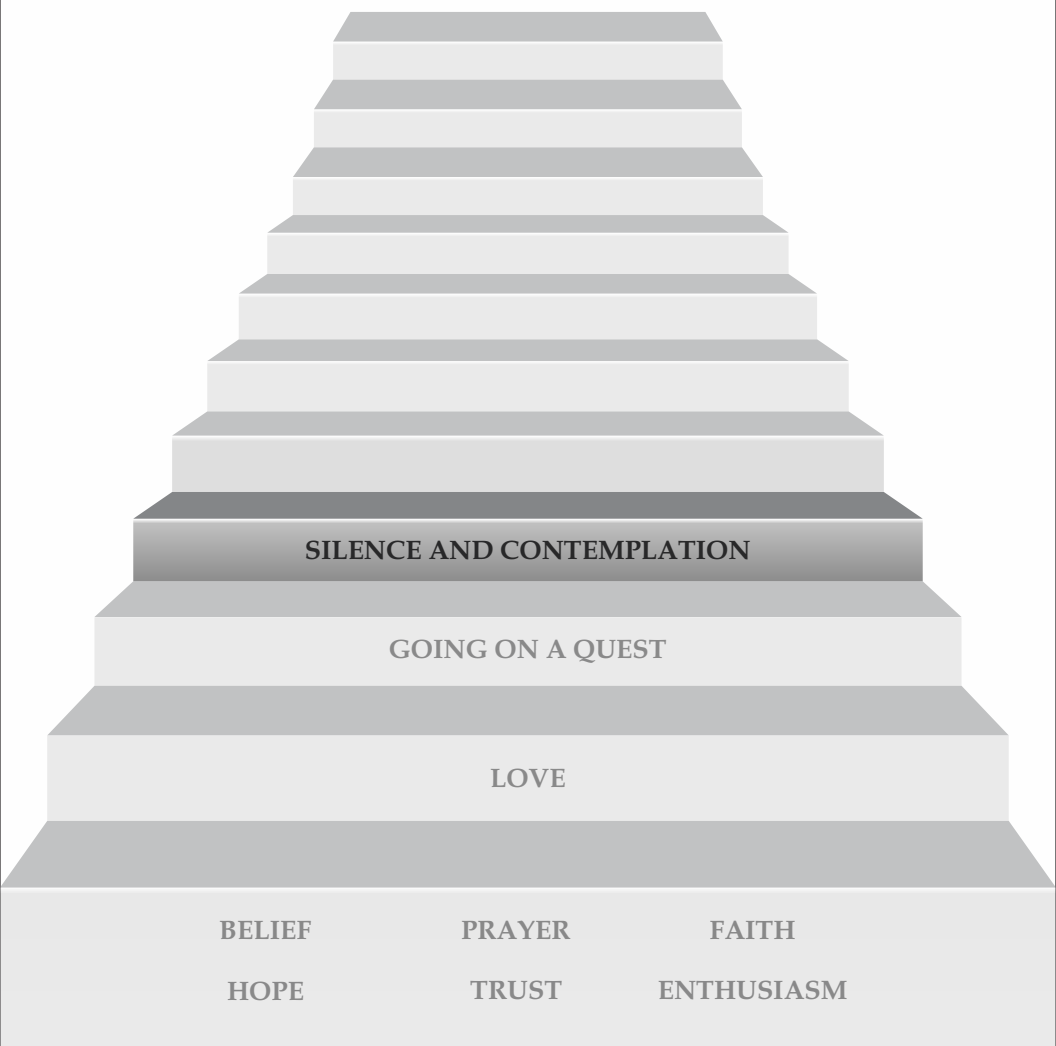 SILENCE AND CONTEMPLATION
GOING ON A QUEST
LOVE
BELIEF PRAYER FAITH
HOPE TRUST ENTHUSIASM